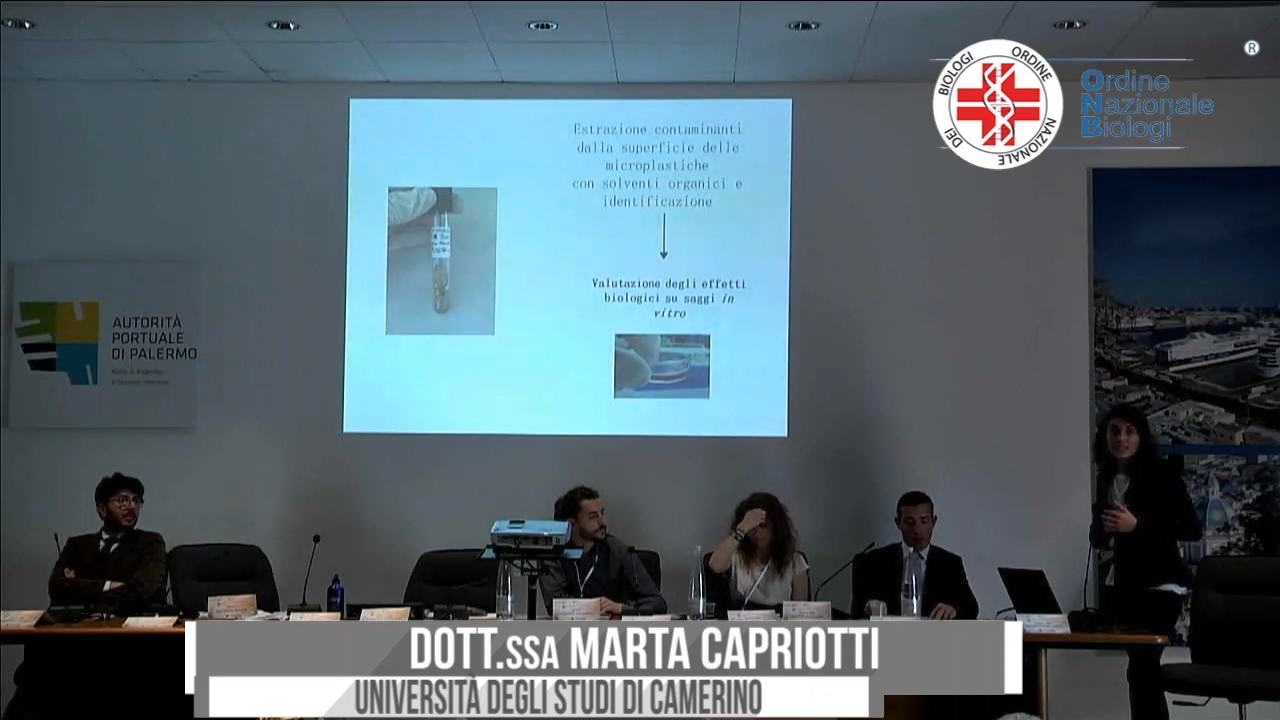 BIOLOGI ORDINE
DEI NAZIONALE
Ordine
Nazionale
Biologi
®
Estrazione contaminanti
dalla superficie delle
microplastiche
con solventi organici e
identificazione
Valutazione degli effetti
biologici su saggi in
vitro
AUTORITÀ
PORTUALE
DI PALERMO
DOTT.SSA MARTA CAPRIOTTI
UNIVERSITÀ DEGLI STUDI DI CAMERINO